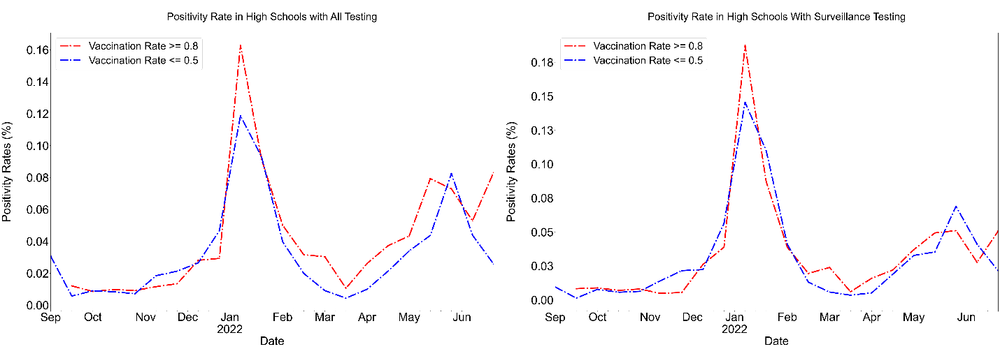 Positivity Rate in High Schools with All Testing
Vaccination Rate >= 0.8
Vaccination Rate <= 0.5
0.16
0.14
0.12
0.10
0.08
0.06
0.04
0.02
0.00
Positivity Rates (%)
Sep Oct Nov Dec Jan Feb Mar Apr May Jun
2022
Date
Positivity Rate in High Schools With Surveillance Testing
Vaccination Rate >= 0.8
Vaccination Rate <= 0.5
0.18
0.15
0.13
0.10
0.08
0.05
0.03
0.00
Positivity Rates (%)
Sep Oct Nov Dec Jan Feb Mar Apr May Jun
2022
Date